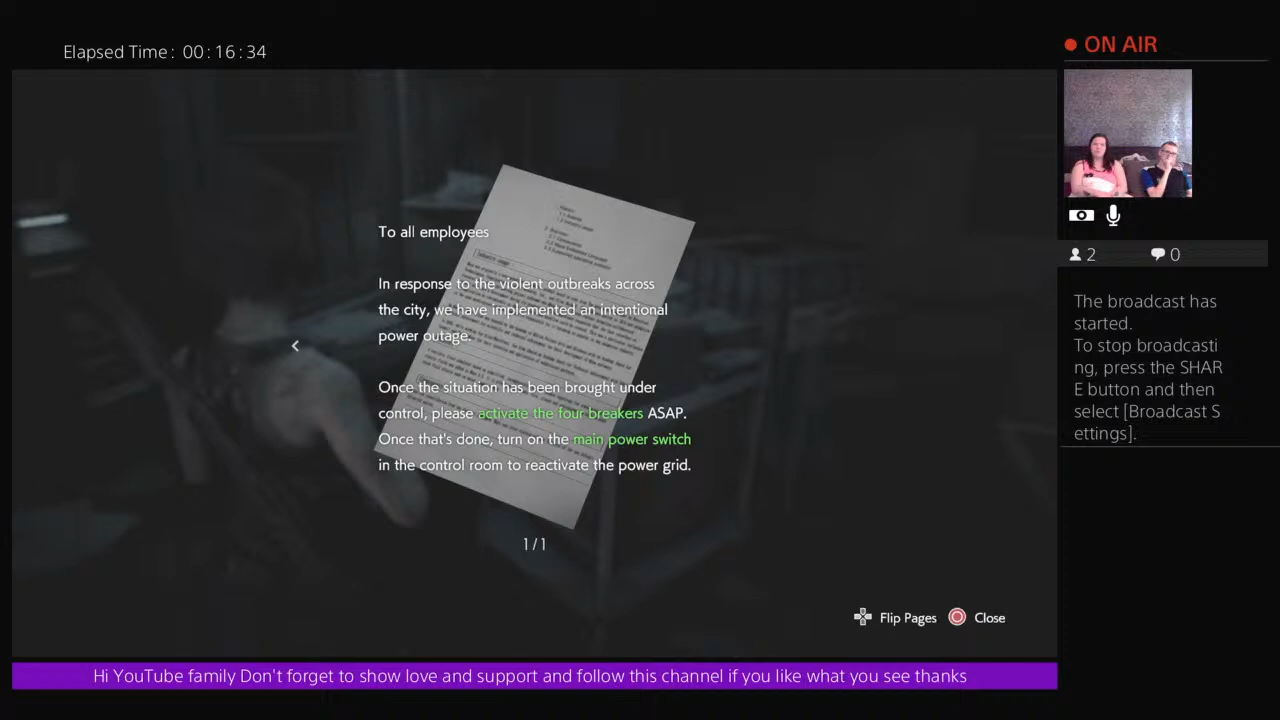 Elapsed Time: 00:16:34
ON AIR
To all employees
In response to the violent outbreaks across
the city, we have implemented an intentional
power outage.
Once the situation has been brought under
control, please activate the four breakers ASAP.
Once that's done, turn on the main power switch
in the control room to reactivate the power grid.
1/1
Flip Pages Close
2 0
The broadcast has
started.
To stop broadcasti
ng, press the SHAR
E button and then
select [Broadcast S
ettings].
Hi YouTube family Don't forget to show love and support and follow this channel if you like what you see thanks